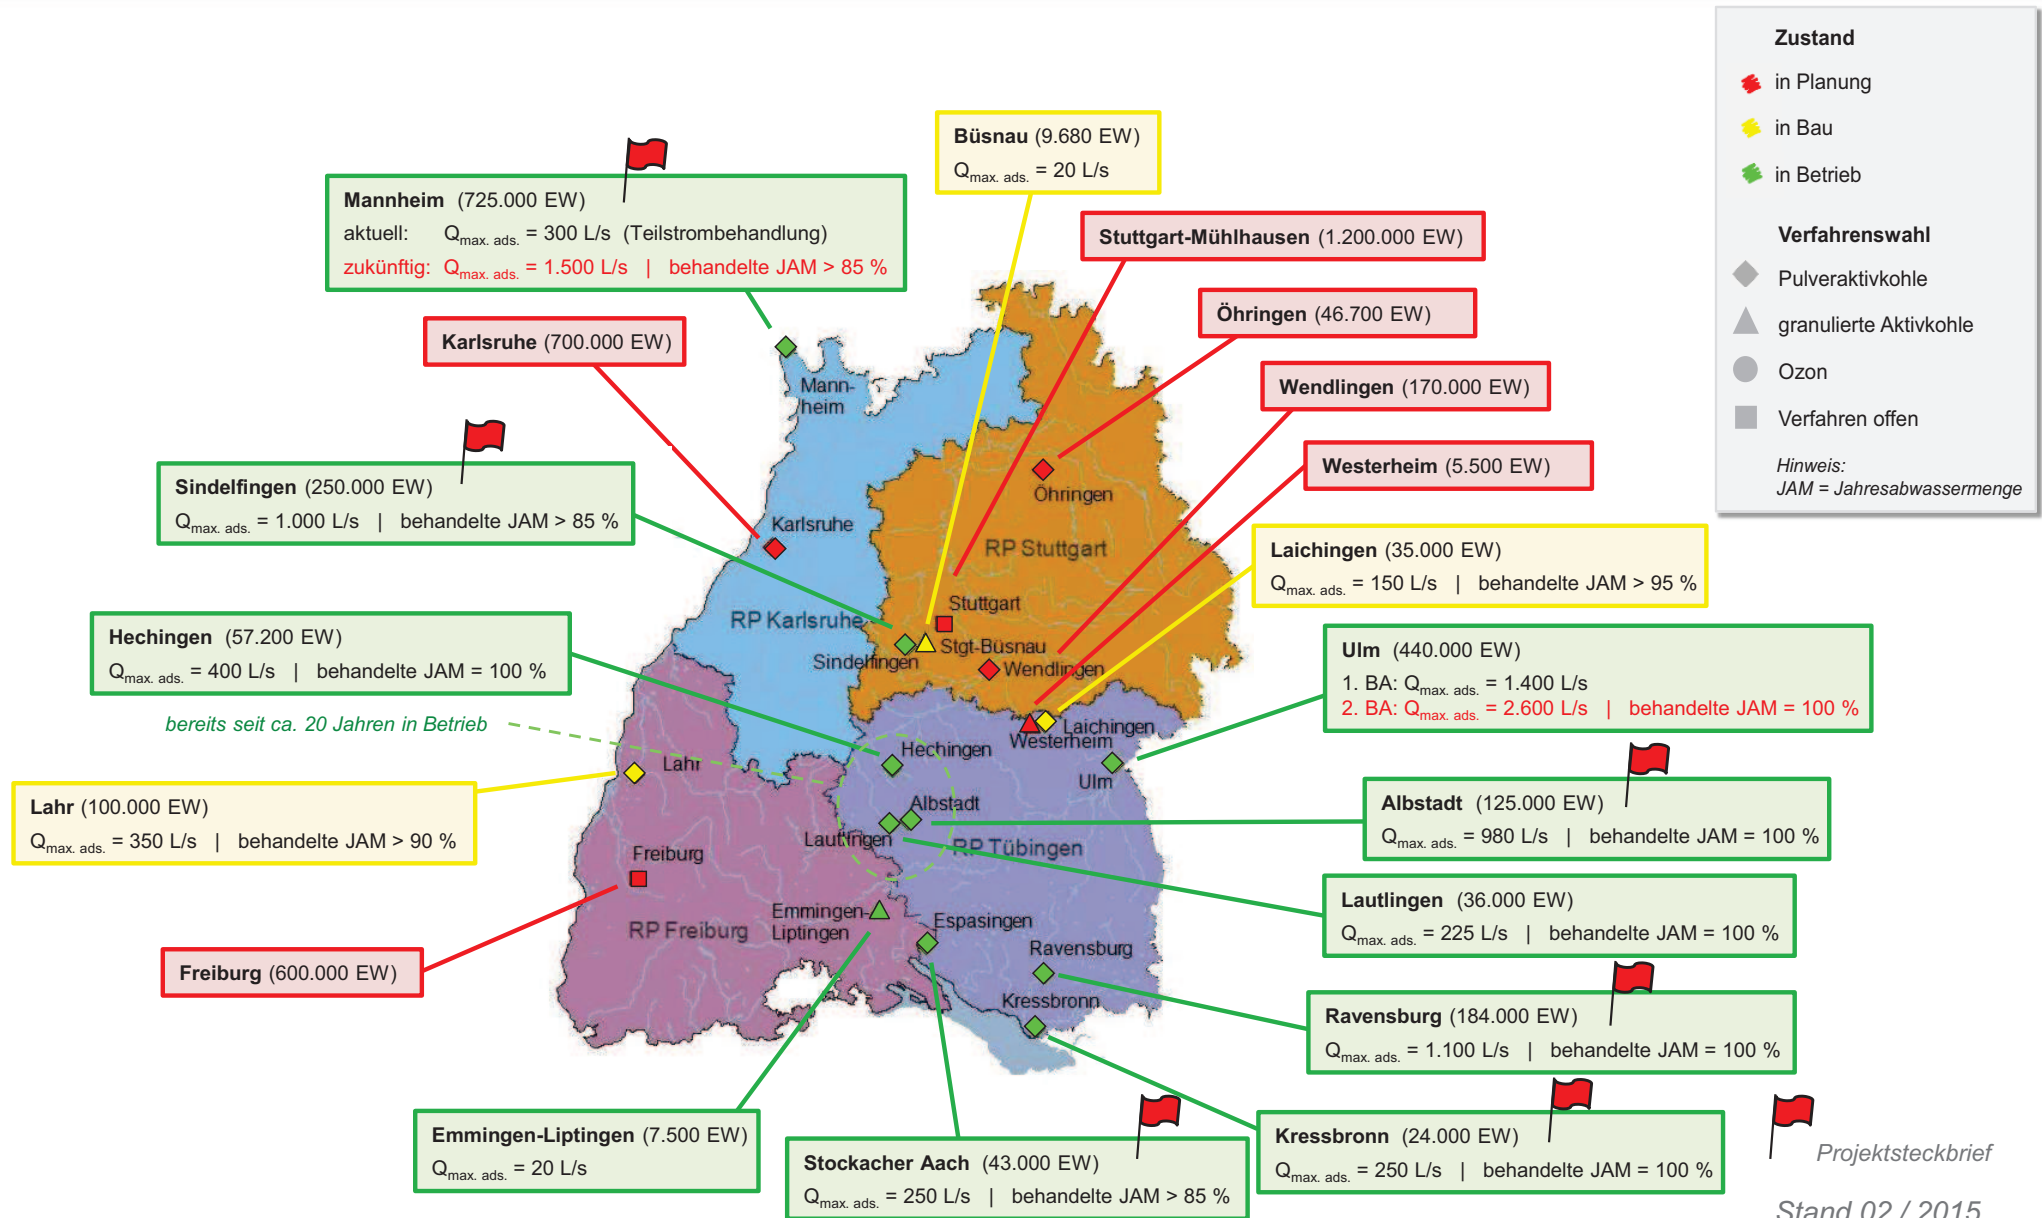 Zustand
in Planung
in Bau
in Betrieb
Verfahrenswahl
Pulveraktivkohle
granulierte Aktivkohle
Ozon
Verfahren offen
Hinweis:
JAM = Jahresabwassermenge
Büsnau (9.680 EW)
Qmax. ads. = 20 L/s
Mannheim (725.000 EW)
aktuell: Qmax. ads. = 300 L/s (Teilstrombehandlung)
zukünftig: Qmax. ads. = 1.500 L/s | behandelte JAM > 85 %
Stuttgart-Mühlhausen (1.200.000 EW)
Öhringen (46.700 EW)
Karlsruhe (700.000 EW)
Wendlingen (170.000 EW)
Westerheim (5.500 EW)
Sindelfingen (250.000 EW)
Qmax. ads. = 1.000 L/s | behandelte JAM > 85 %
Laichingen (35.000 EW)
Qmax. ads. = 150 L/s | behandelte JAM > 95 %
Hechingen (57.200 EW)
Qmax. ads. = 400 L/s | behandelte JAM = 100 %
bereits seit ca. 20 Jahren in Betrieb
Ulm (440.000 EW)
1. BA: Qmax. ads. = 1.400 L/s
2. BA: Qmax. ads. = 2.600 L/s | behandelte JAM = 100 %
Lahr (100.000 EW)
Qmax. ads. = 350 L/s | behandelte JAM > 90 %
Albstadt (125.000 EW)
Qmax. ads. = 980 L/s | behandelte JAM = 100 %
Lautlingen (36.000 EW)
Qmax. ads. = 225 L/s | behandelte JAM = 100 %
Freiburg (600.000 EW)
Ravensburg (184.000 EW)
Qmax. ads. = 1.100 L/s | behandelte JAM = 100 %
Emmingen-Liptingen (7.500 EW)
Qmax. ads. = 20 L/s
Stockacher Aach (43.000 EW)
Qmax. ads. = 250 L/s | behandelte JAM > 85 %
Kressbronn (24.000 EW)
Qmax. ads. = 250 L/s | behandelte JAM = 100 %
Mann-
heim
Öhringen
Karlsruhe
RP Stuttgart
Stuttgart
RP Karlsruhe
Stgt-Büsnau
Sindelfingen
Wendlingen
Laichingen
Westerheim
Hechingen
Ulm
Lahr
Albstadt
Lautlingen
RP Tübingen
Freiburg
Emmingen-
Liptingen
Espasingen
RP Freiburg
Ravensburg
Kressbronn
Projektsteckbrief
Stand 02 / 2015